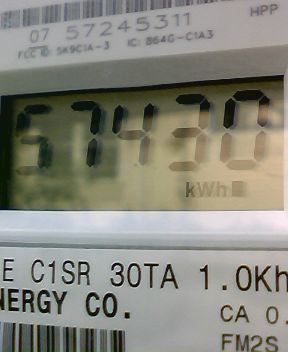 HPP
07 57245311
FCC ID: SK9C1A-3 IC: 864G-C1A3
57430
kWh
E C1SR 30TA 1.0Kh
NERGY CO.
CA 0.
FM2S